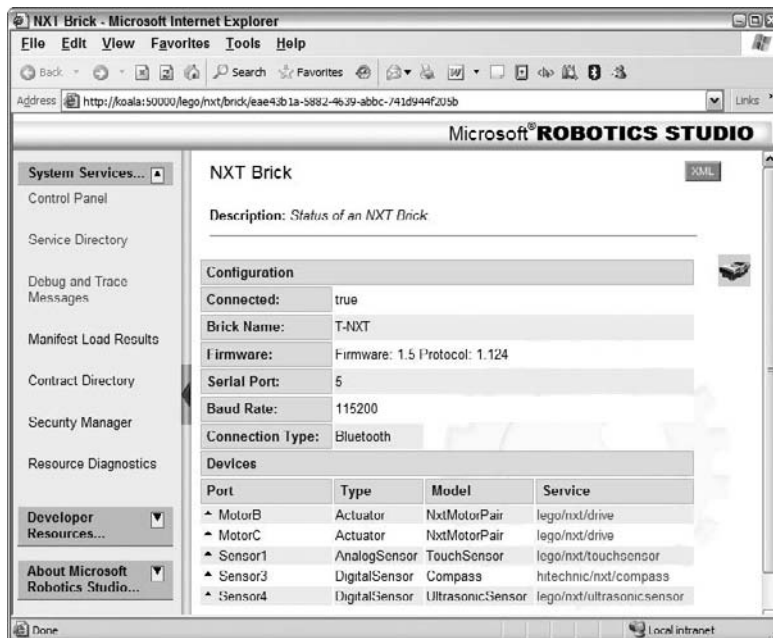 NXT Brick - Microsoft Internet Explorer
File Edit View Favorites Tools Help
Back Search Favorites
Address http://koala:50000/lego/nxt/brick/eae43b1a-5882-4639-abbc-741d944f205b Links
Microsoft® ROBOTICS STUDIO
System Services...
Control Panel
Service Directory
Debug and Trace
Messages
Manifest Load Results
Contract Directory
Security Manager
Resource Diagnostics
Developer
Resources...
About Microsoft
Robotics Studio...
NXT Brick
XML
Description: Status of an NXT Brick
Configuration
Connected: true
Brick Name: T-NXT
Firmware: Firmware: 1.5 Protocol: 1.124
Serial Port: 5
Baud Rate: 115200
Connection Type: Bluetooth
Devices
Port Type Model Service
MotorB Actuator NxtMotorPair lego/nxt/drive
MotorC Actuator NxtMotorPair lego/nxt/drive
Sensor1 AnalogSensor TouchSensor lego/nxt/touchsensor
Sensor3 DigitalSensor Compass hitechnic/nxt/compass
Sensor4 DigitalSensor UltrasonicSensor lego/nxt/ultrasonicsensor
Done Local intranet